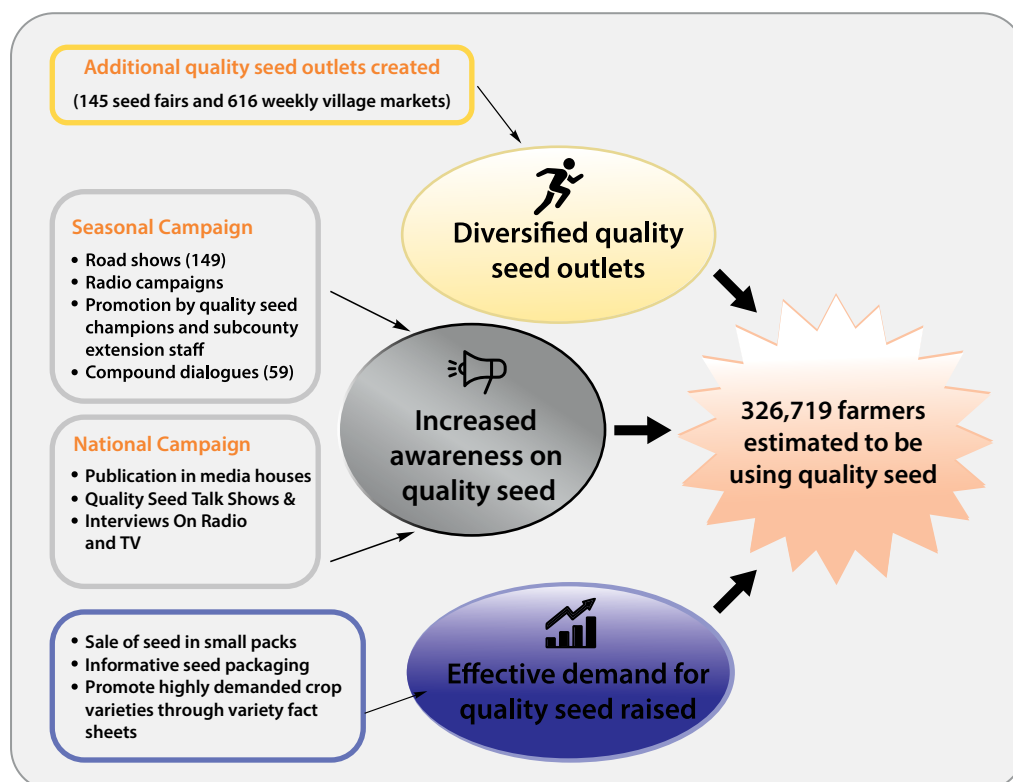 Additional quality seed outlets created
(145 seed fairs and 616 weekly village markets)
Diversified quality
seed outlets
Seasonal Campaign
• Road shows (149)
• Radio campaigns
• Promotion by quality seed
champions and subcounty
extension staff
• Compound dialogues (59)
Increased
awareness on
quality seed
326,719 farmers
estimated to be
using quality seed
National Campaign
• Publication in media houses
• Quality Seed Talk Shows &
• Interviews On Radio
and TV
• Sale of seed in small packs
• Informative seed packaging
• Promote highly demanded crop
varieties through variety fact
sheets
Effective demand for
quality seed raised